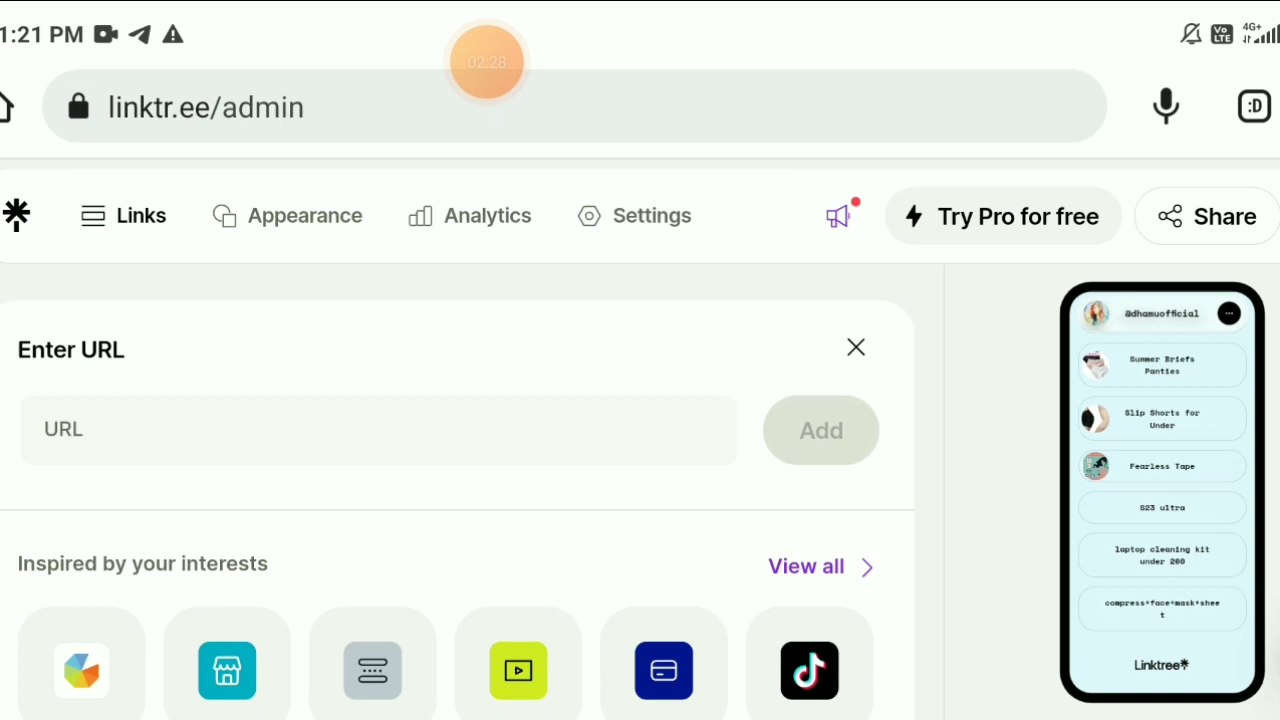 1:21 PM
02:28
Vo LTE
4G+
linktr.ee/admin
:D
Links
Appearance
Analytics
Settings
Try Pro for free
Share
Enter URL
URL
Add
Inspired by your interests
View all
@dhamuofficial
Summer Briefs
Panties
Slip Shorts for
Under
Fearless Tape
S23 ultra
laptop cleaning kit
under 200
compress+face+mask+shee
t
Linktree